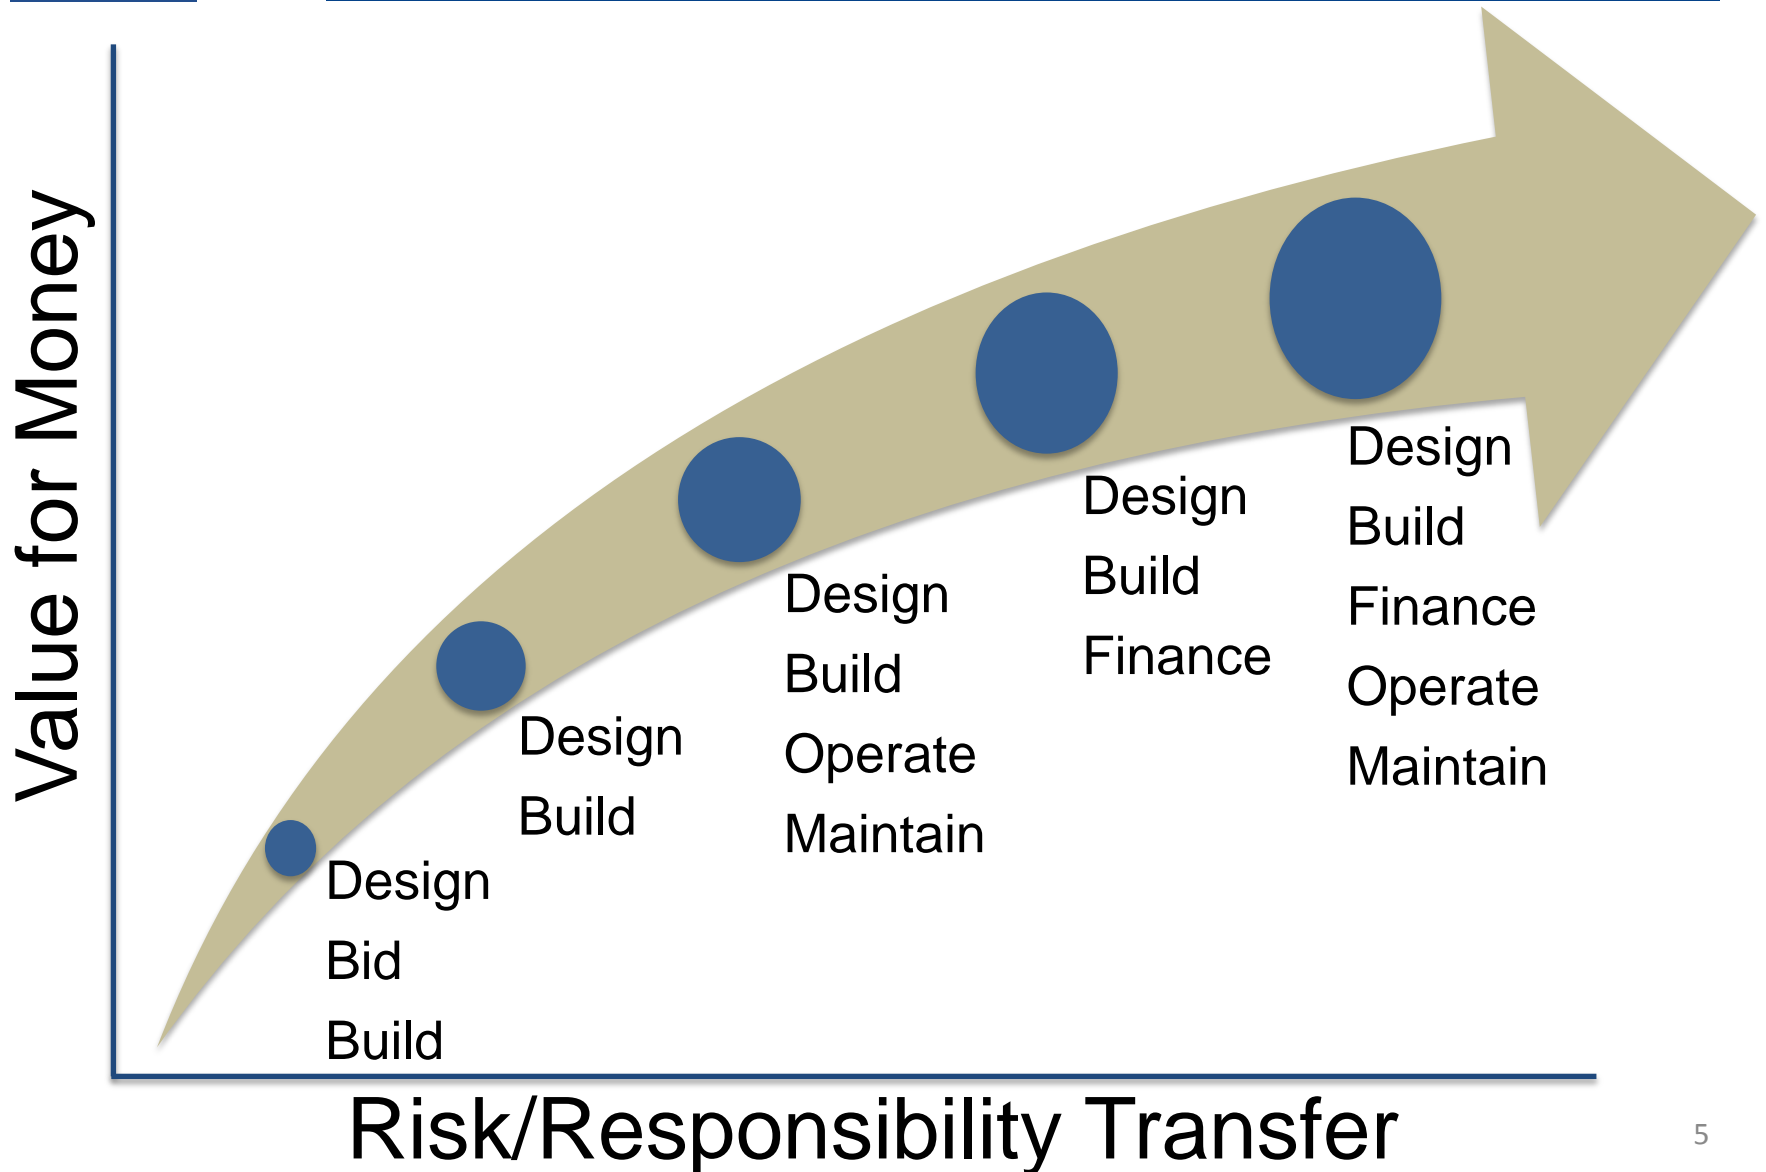 Value for Money
Design
Bid
Build
Design
Build
Design
Build
Operate
Maintain
Design
Build
Finance
Design
Build
Finance
Operate
Maintain
Risk/Responsibility Transfer
5